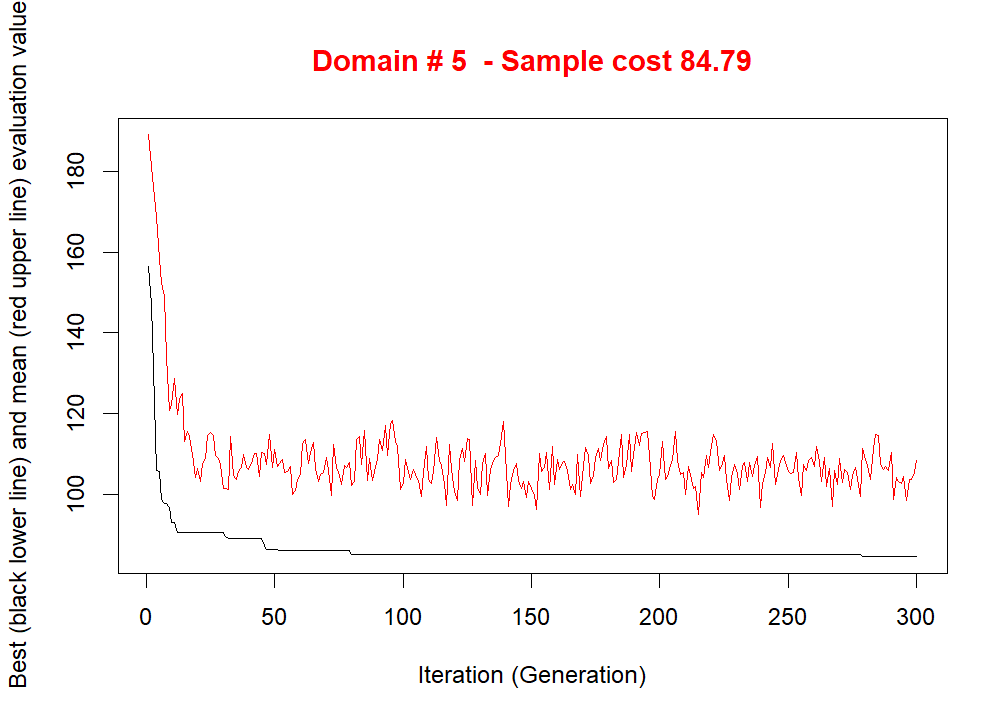 Domain # 5  - Sample cost 84.79
Best (black lower line) and mean (red upper line) evaluation value
180
160
140
120
100
0 50 100 150 200 250 300
Iteration (Generation)